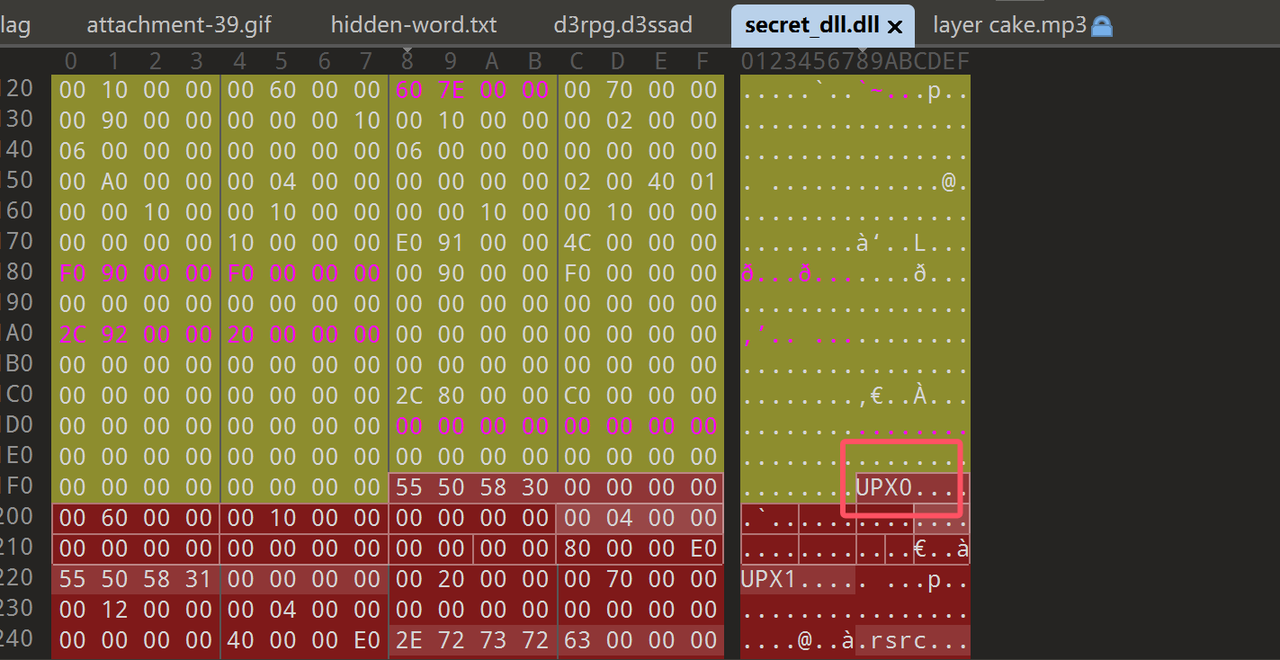 lag attachment-39.gif hidden-word.txt d3rpg.d3ssad secret_dll.dll × layer cake.mp3
0 1 2 3 4 5 6 7 8 9 A B C D E F 0123456789ABCDEF
120 00 10 00 00 00 60 00 00 60 7E 00 00 00 70 00 00 .....`..`~...p..
130 00 90 00 00 00 00 00 10 00 10 00 00 00 02 00 00 ................
140 06 00 00 00 00 00 00 00 06 00 00 00 00 00 00 00 ................
150 00 A0 00 00 00 04 00 00 00 00 00 00 02 00 40 01 . ............@.
160 00 00 10 00 00 10 00 00 00 00 10 00 00 10 00 00 ................
170 00 00 00 00 10 00 00 00 E0 91 00 00 4C 00 00 00 ........à‘..L...
180 F0 90 00 00 F0 00 00 00 00 90 00 00 F0 00 00 00 ð...ð.......ð...
190 00 00 00 00 00 00 00 00 00 00 00 00 00 00 00 00 ................
1A0 2C 92 00 00 20 00 00 00 00 00 00 00 00 00 00 00 ,’.. ...........
1B0 00 00 00 00 00 00 00 00 00 00 00 00 00 00 00 00 ................
1C0 00 00 00 00 00 00 00 00 2C 80 00 00 C0 00 00 00 ........,€..À...
1D0 00 00 00 00 00 00 00 00 00 00 00 00 00 00 00 00 ................
1E0 00 00 00 00 00 00 00 00 00 00 00 00 00 00 00 00 ................
1F0 00 00 00 00 00 00 00 00 55 50 58 30 00 00 00 00 ........UPX0....
200 00 60 00 00 00 10 00 00 00 00 00 00 00 04 00 00 .`..............
210 00 00 00 00 00 00 00 00 00 00 00 00 80 00 00 E0 ............€..à
220 55 50 58 31 00 00 00 00 00 20 00 00 00 70 00 00 UPX1..... ...p..
230 00 12 00 00 00 04 00 00 00 00 00 00 00 00 00 00 ................
240 00 00 00 00 40 00 00 E0 2E 72 73 72 63 00 00 00 ....@..à.rsrc...